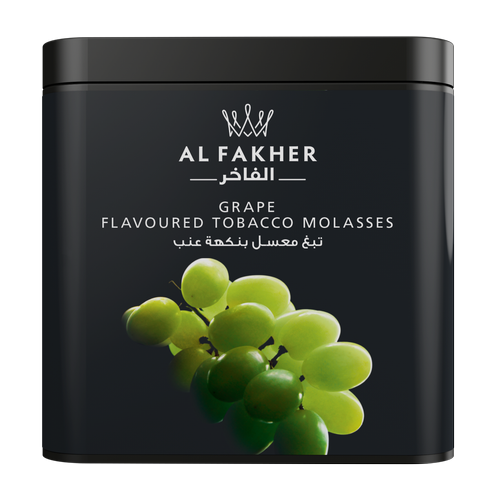 AL FAKHER
الفاخر
GRAPE
FLAVOURED TOBACCO MOLASSES
تبغ معسل بنكهة عنب